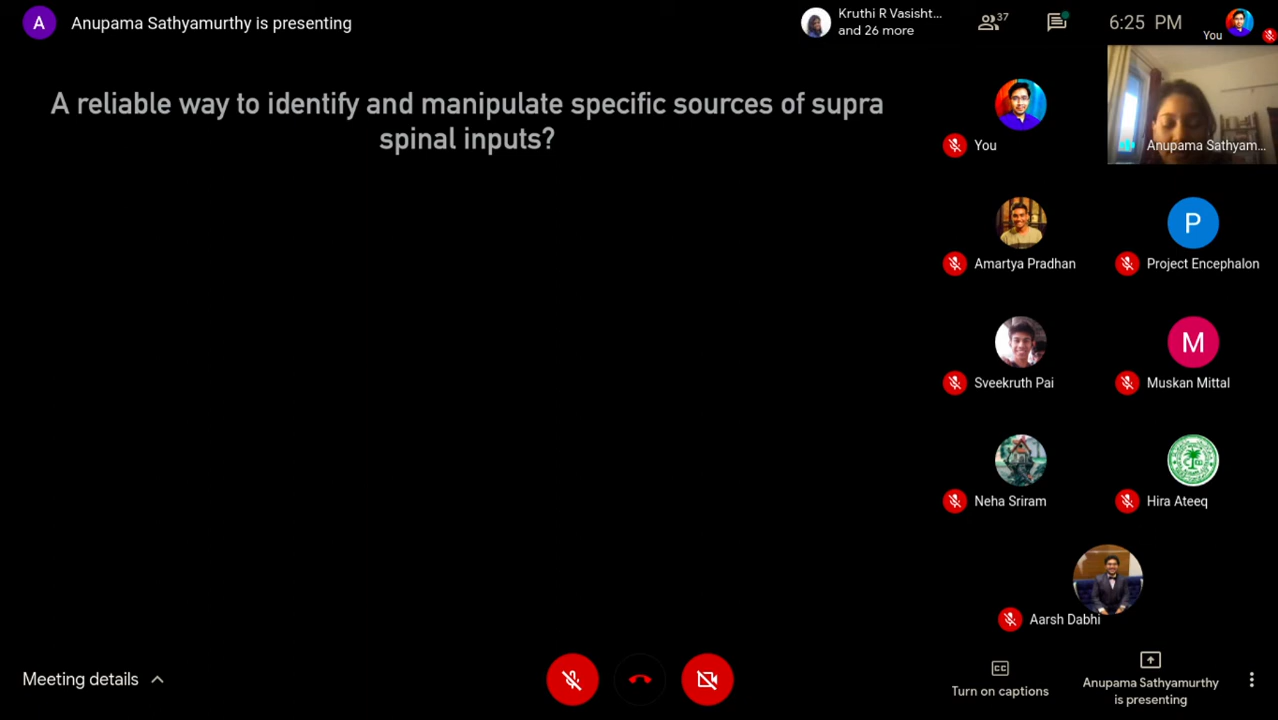 A
Anupama Sathyamurthy is presenting
Kruthi R Vasisht...
and 26 more
37
6:25 PM
You
A reliable way to identify and manipulate specific sources of supra
spinal inputs?
You
Anupama Sathyam...
Amartya Pradhan
P
Project Encephalon
Sveekruth Pai
M
Muskan Mittal
Neha Sriram
Hira Ateeq
Aarsh Dabhi
Meeting details
CC
Turn on captions
Anupama Sathyamurthy
is presenting